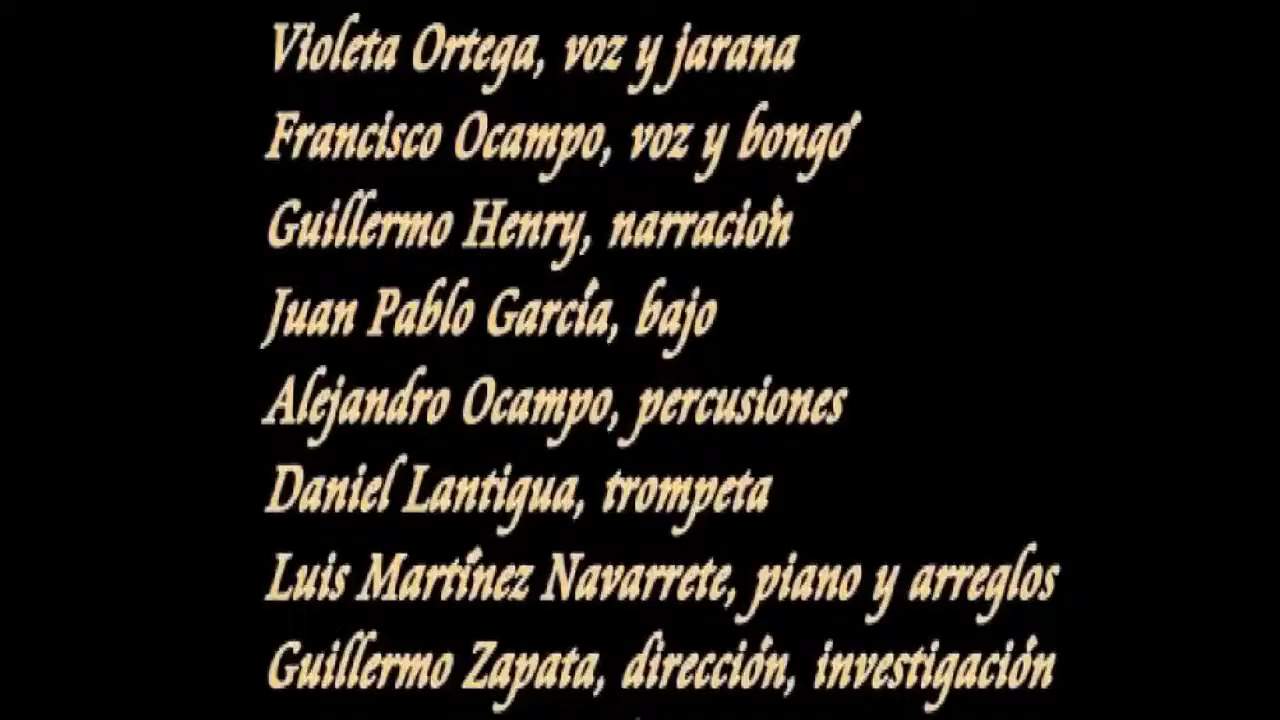 Violeta Ortega, voz y jarana
Francisco Ocampo, voz y bongó
Guillermo Henry, narración
Juan Pablo García, bajo
Alejandro Ocampo, percusiones
Daniel Lantigua, trompeta
Luis Martínez Navarrete, piano y arreglos
Guillermo Zapata, dirección, investigación